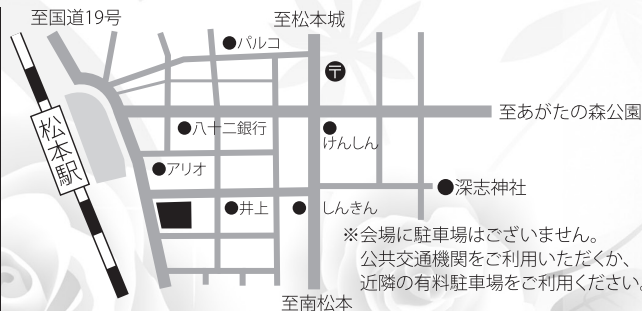 至国道19号
至松本城
●パルコ
〒
至あがたの森公園
●八十二銀行
●けんしん
松本駅
●アリオ
●深志神社
●井上
●しんきん
※会場に駐車場はございません。
公共交通機関をご利用いただくか、
近隣の有料駐車場をご利用ください。
至南松本